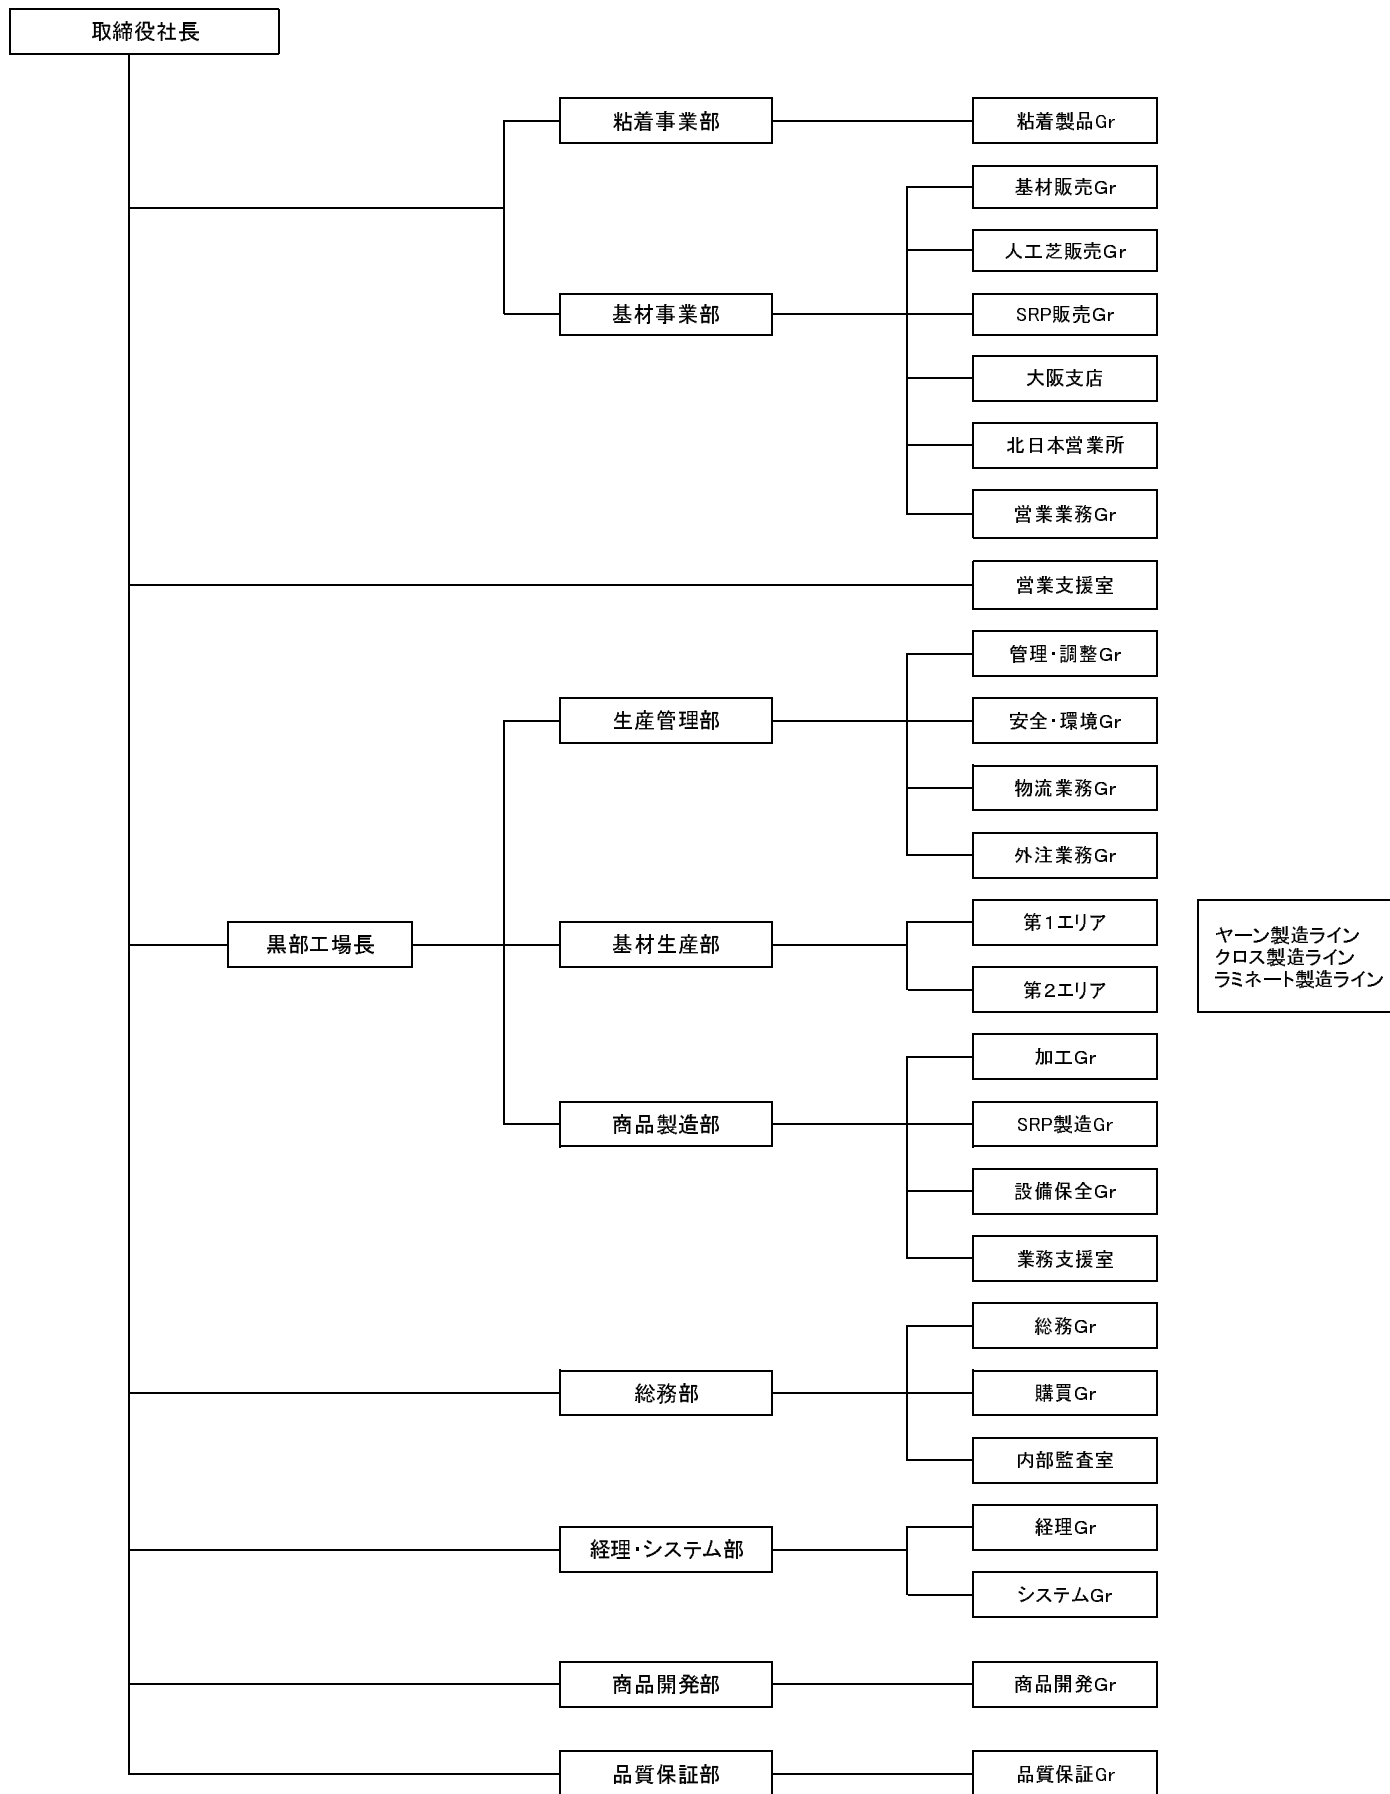 取締役社長
粘着事業部
粘着製品Gr
基材販売Gr
人工芝販売Gr
基材事業部
SRP販売Gr
大阪支店
北日本営業所
営業業務Gr
営業支援室
管理・調整Gr
生産管理部
安全・環境Gr
物流業務Gr
外注業務Gr
黒部工場長
基材生産部
第1エリア
第2エリア
ヤーン製造ライン
クロス製造ライン
ラミネート製造ライン
加工Gr
商品製造部
SRP製造Gr
設備保全Gr
業務支援室
総務Gr
総務部
購買Gr
内部監査室
経理Gr
経理・システム部
システムGr
商品開発部
商品開発Gr
品質保証部
品質保証Gr